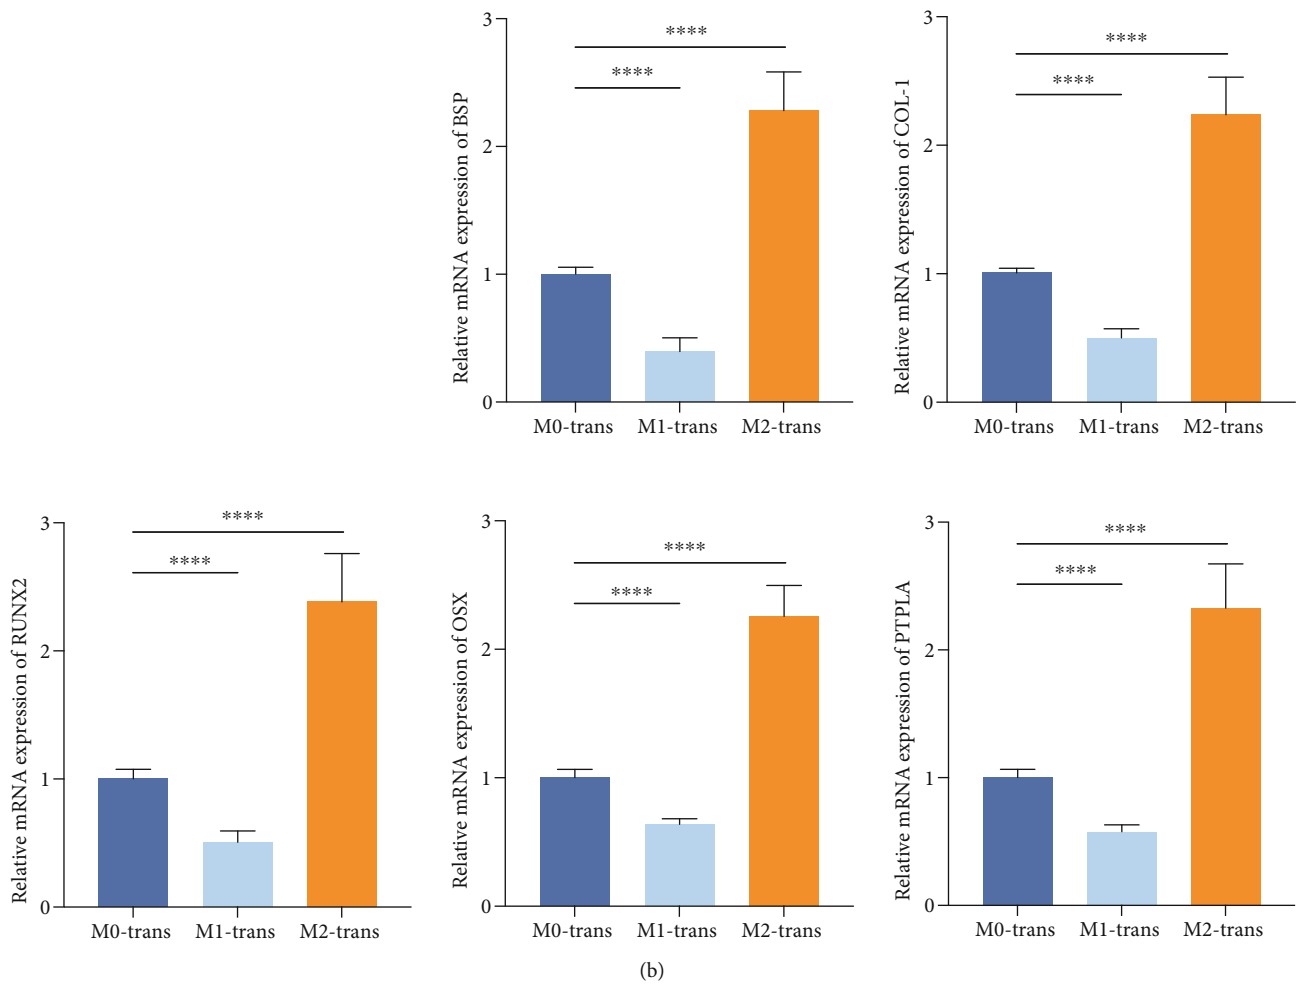 Relative mRNA expression of BSP
3
2
1
0
****
****
M0-trans M1-trans M2-trans
Relative mRNA expression of COL-1
3
2
1
0
****
****
M0-trans M1-trans M2-trans
Relative mRNA expression of RUNX2
3
2
1
0
****
****
M0-trans M1-trans M2-trans
Relative mRNA expression of OSX
3
2
1
0
****
****
M0-trans M1-trans M2-trans
Relative mRNA expression of PTPLA
3
2
1
0
****
****
M0-trans M1-trans M2-trans
(b)